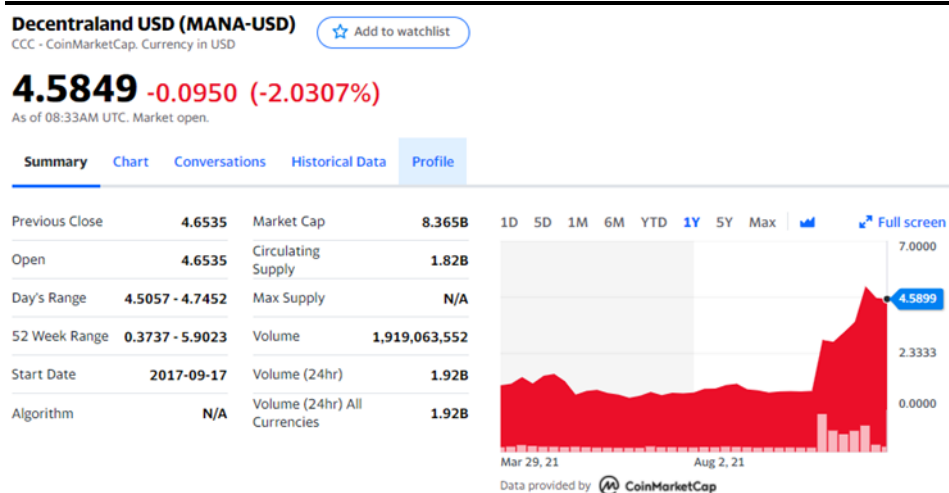 Decentraland USD (MANA-USD)
Add to watchlist
CCC - CoinMarketCap. Currency in USD
4.5849 -0.0950 (-2.0307%)
As of 08:33AM UTC. Market open.
Summary Chart Conversations Historical Data Profile
Previous Close 4.6535
Open 4.6535
Day's Range 4.5057 - 4.7452
52 Week Range 0.3737 - 5.9023
Start Date 2017-09-17
Algorithm N/A
Market Cap 8.365B
Circulating
Supply 1.82B
Max Supply N/A
Volume 1,919,063,552
Volume (24hr) 1.92B
Volume (24hr) All
Currencies 1.92B
1D 5D 1M 6M YTD 1Y 5Y Max Full screen
7.0000
4.5899
2.3333
0.0000
Mar 29, 21 Aug 2, 21
Data provided by CoinMarketCap